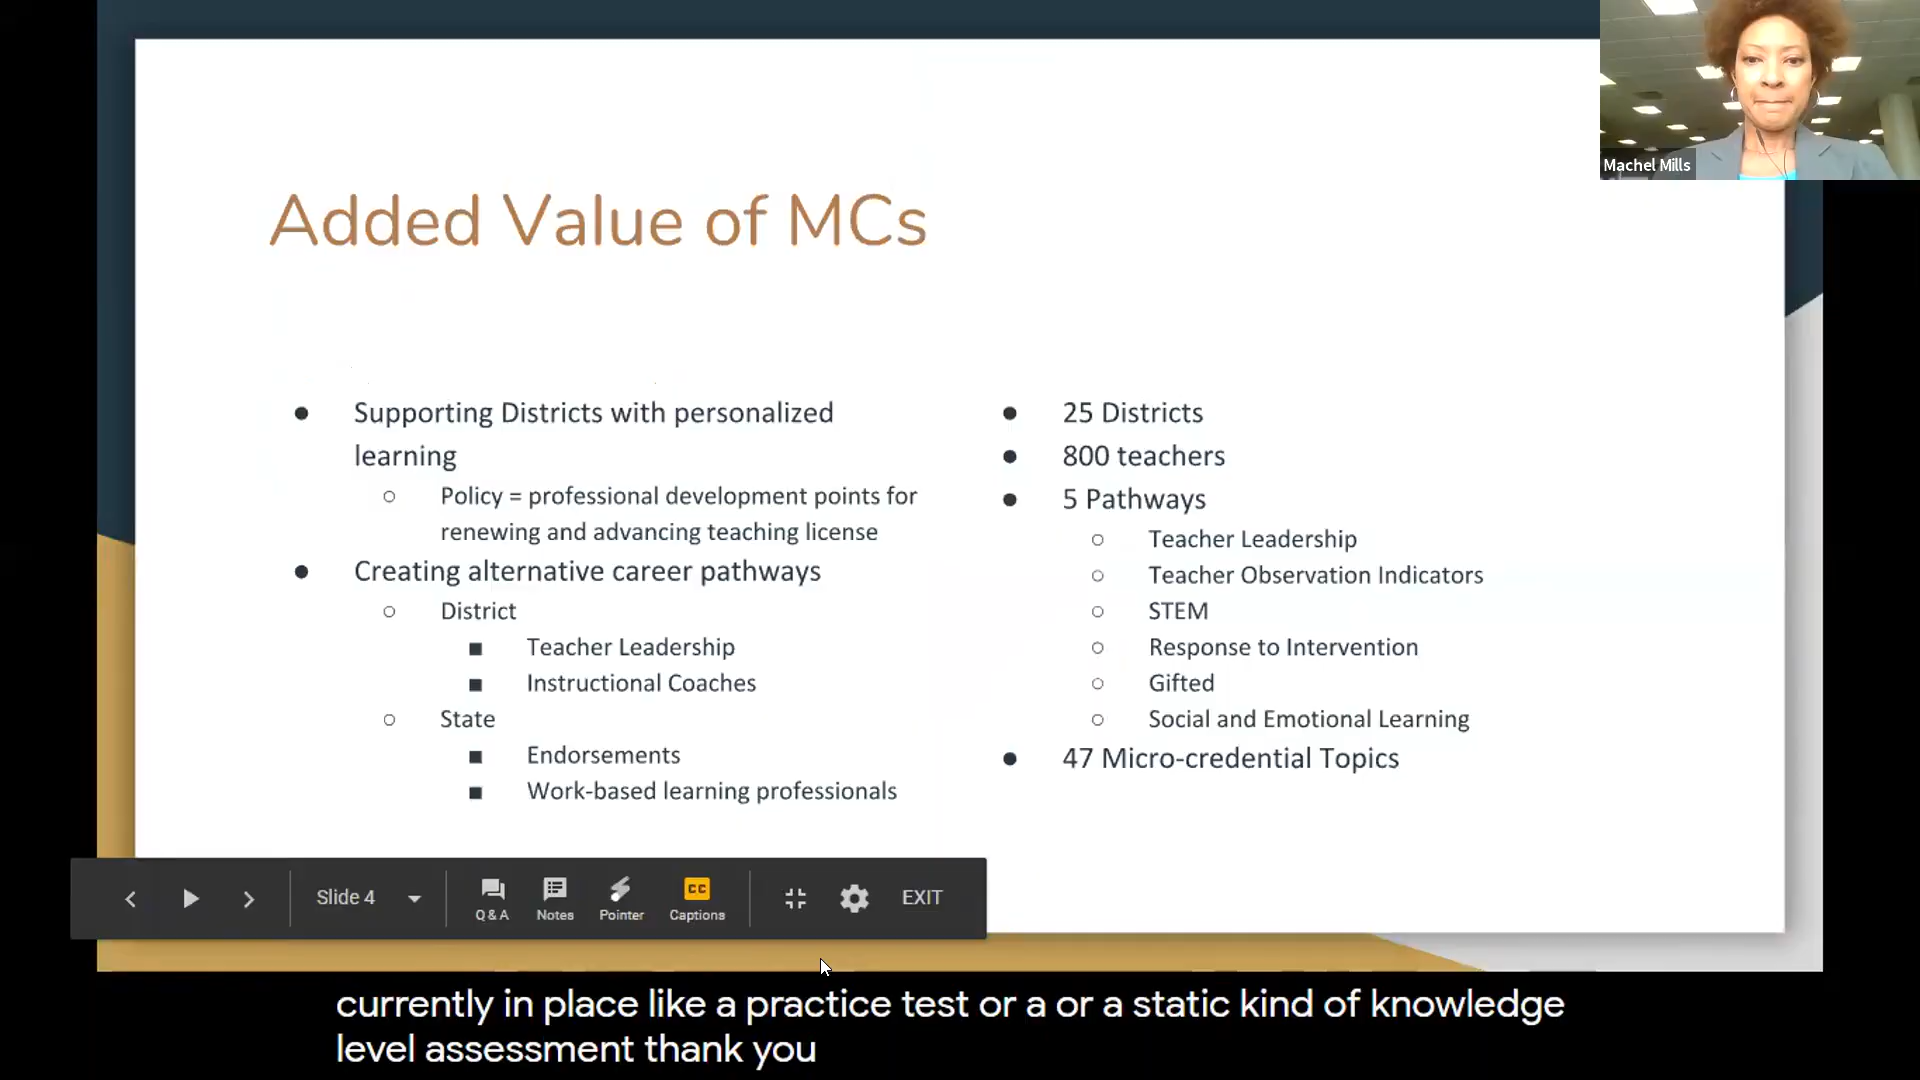 Machel Mills
Added Value of MCs
● Supporting Districts with personalized
learning
○ Policy = professional development points for
renewing and advancing teaching license
● Creating alternative career pathways
○ District
■ Teacher Leadership
■ Instructional Coaches
○ State
■ Endorsements
■ Work-based learning professionals
● 25 Districts
● 800 teachers
● 5 Pathways
○ Teacher Leadership
○ Teacher Observation Indicators
○ STEM
○ Response to Intervention
○ Gifted
○ Social and Emotional Learning
● 47 Micro-credential Topics
Slide 4
Q & A
Notes
Pointer
CC
Captions
EXIT
currently in place like a practice test or a or a static kind of knowledge
level assessment thank you